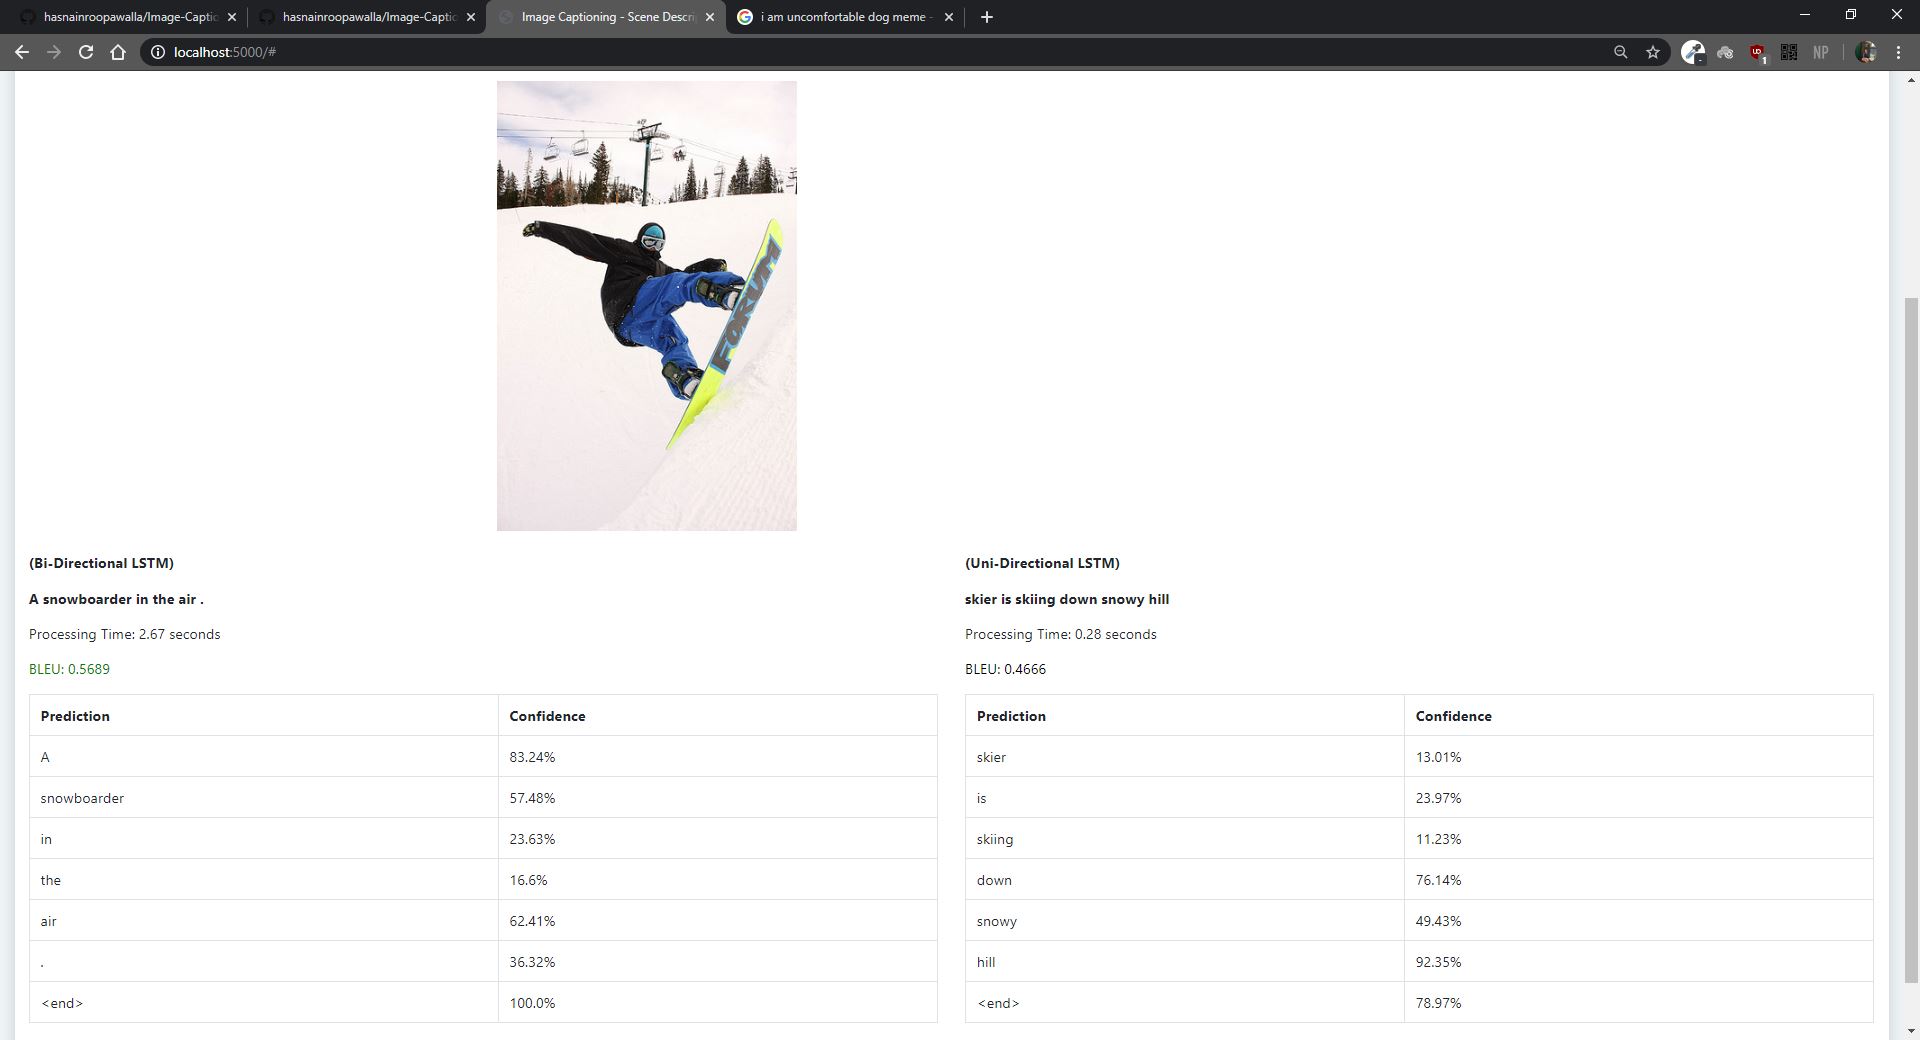 hasnainroopawalla/Image-Captio
hasnainroopawalla/Image-Captio
Image Captioning - Scene Descri
i am uncomfortable dog meme -
localhost:5000/#
UD
1
NP
FORUM
(Bi-Directional LSTM)
A snowboarder in the air .
Processing Time: 2.67 seconds
BLEU: 0.5689
Prediction Confidence
A 83.24%
snowboarder 57.48%
in 23.63%
the 16.6%
air 62.41%
. 36.32%
<end> 100.0%
(Uni-Directional LSTM)
skier is skiing down snowy hill
Processing Time: 0.28 seconds
BLEU: 0.4666
Prediction Confidence
skier 13.01%
is 23.97%
skiing 11.23%
down 76.14%
snowy 49.43%
hill 92.35%
<end> 78.97%